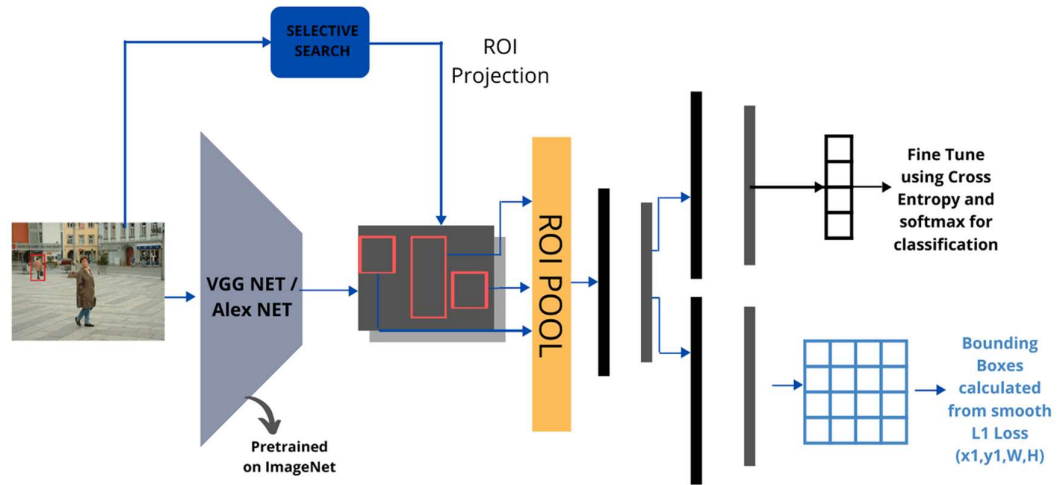 SELECTIVE
SEARCH
ROI
Projection
VGG NET /
Alex NET
Pretrained
on ImageNet
ROI POOL
Fine Tune
using Cross
Entropy and
softmax for
classification
Bounding
Boxes
calculated
from smooth
L1 Loss
(x1,y1,W,H)